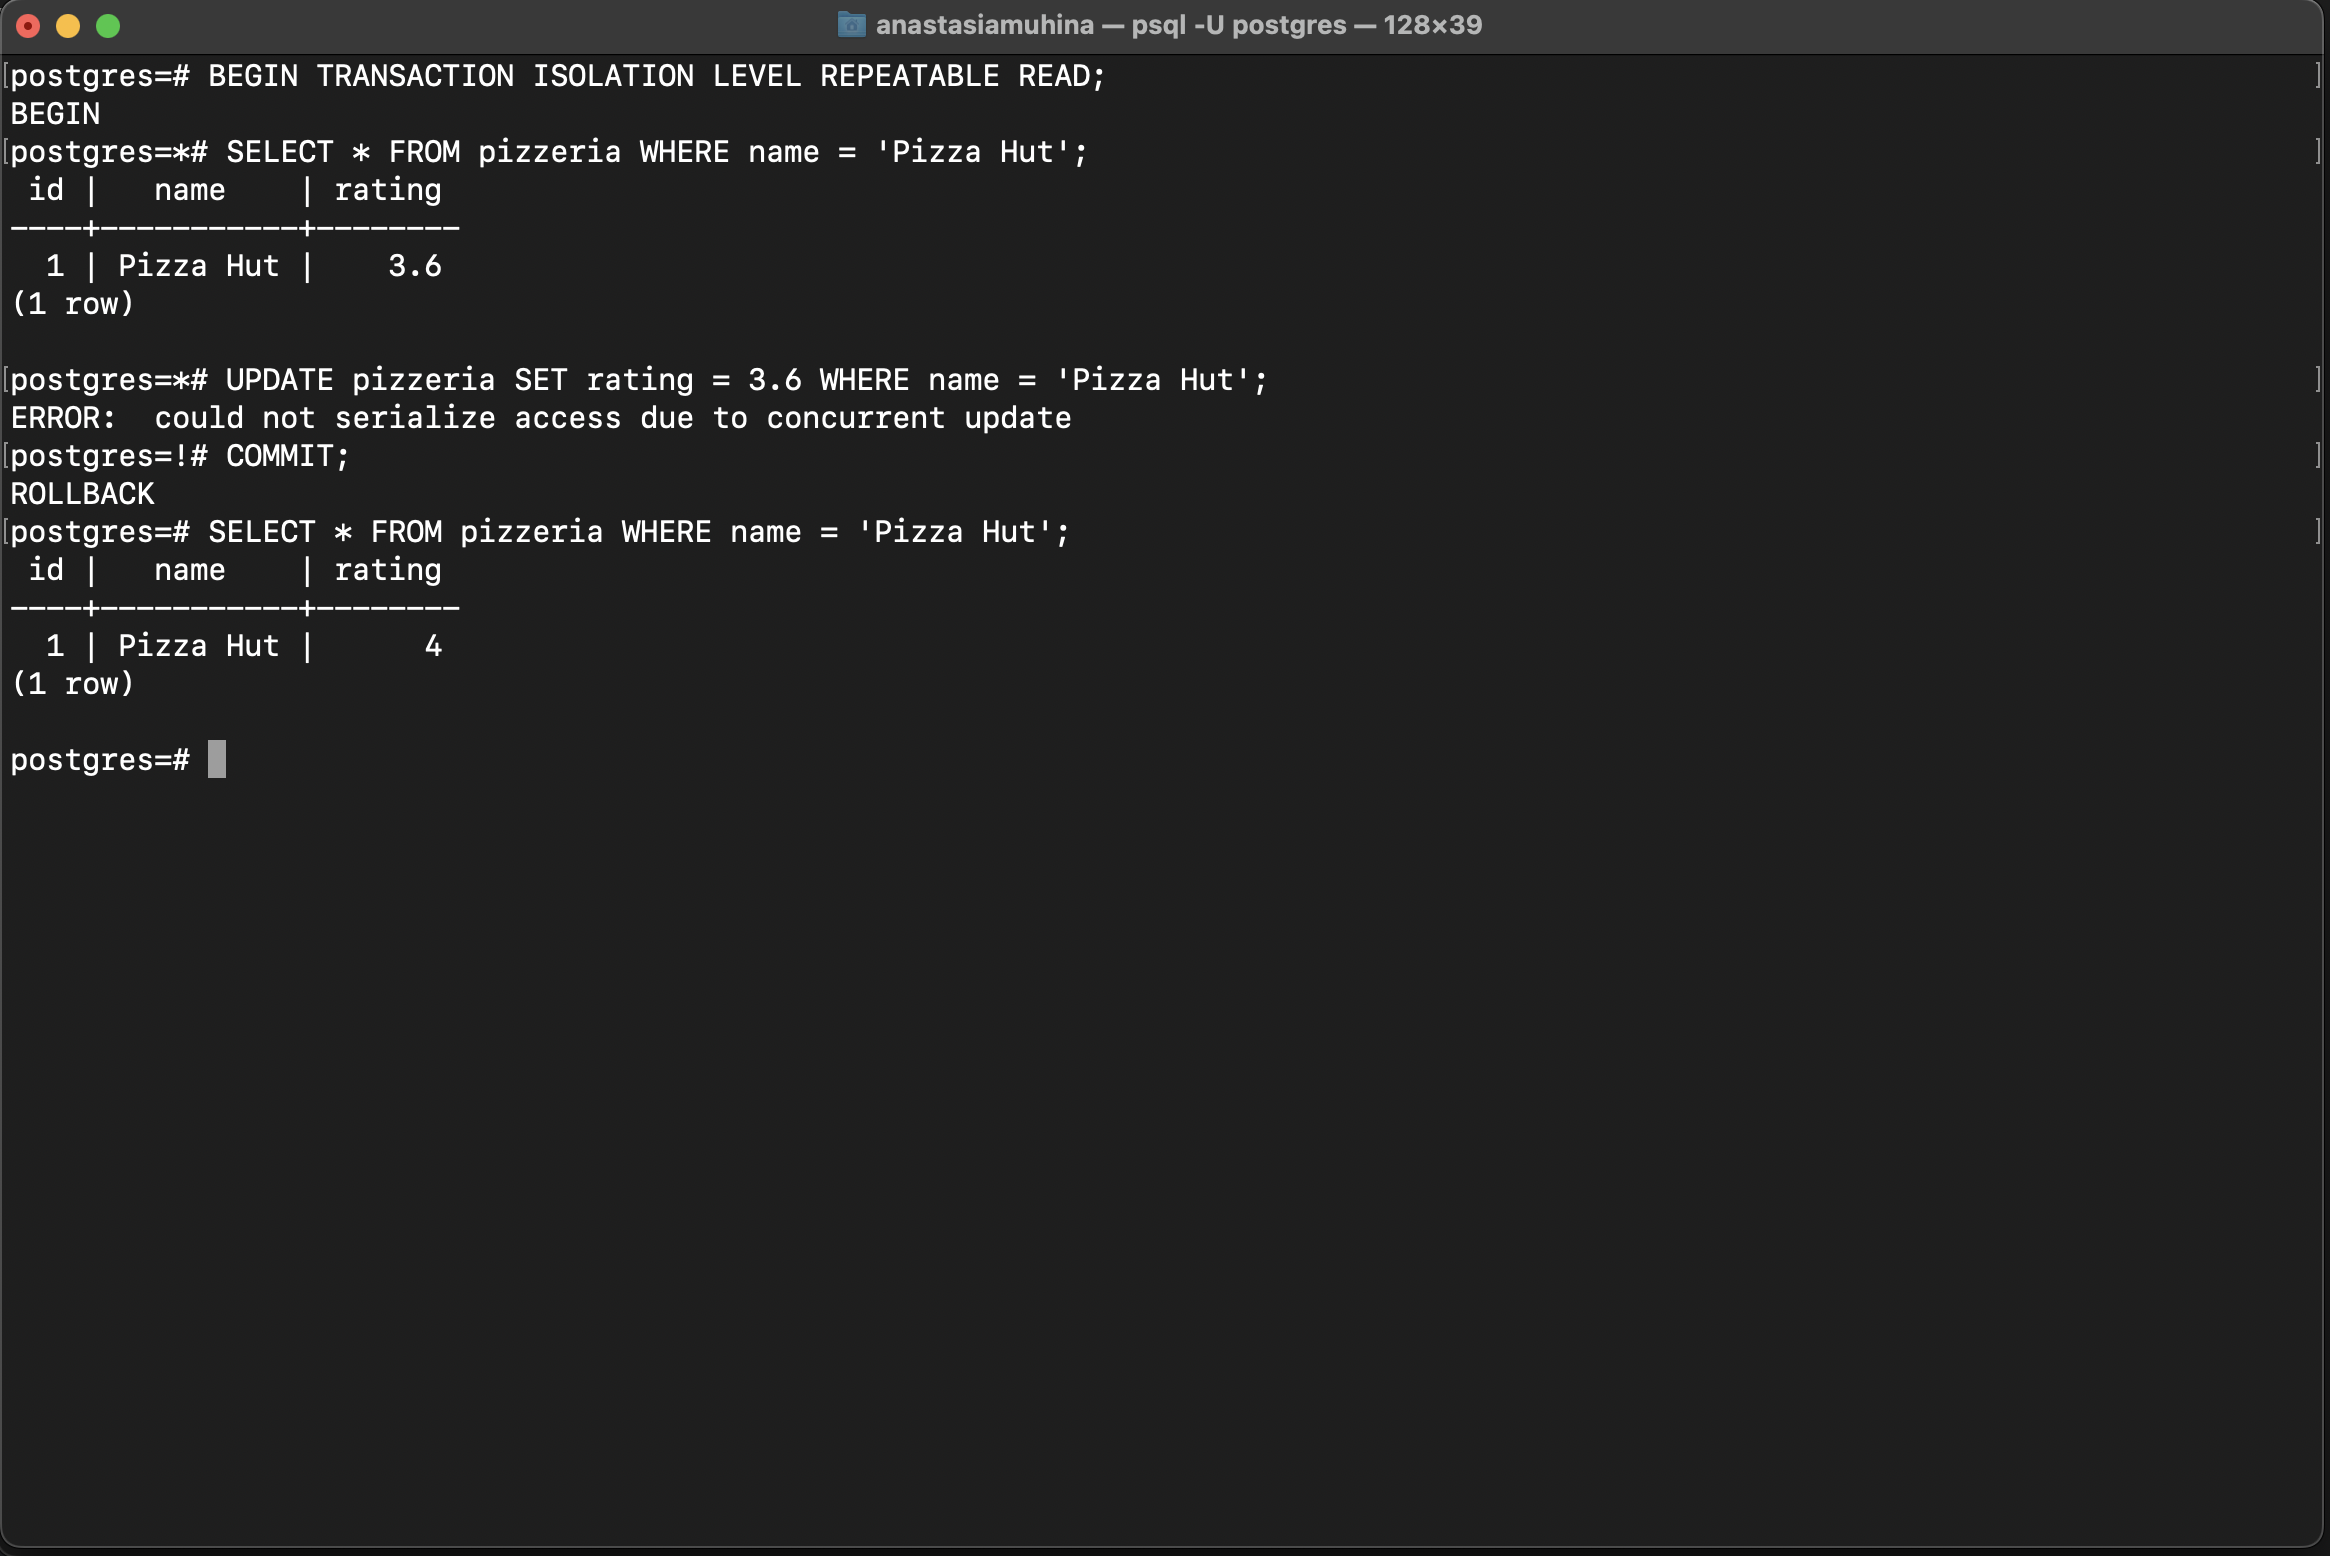 anastasiamuhina — psql -U postgres — 128×39
[postgres=# BEGIN TRANSACTION ISOLATION LEVEL REPEATABLE READ; ]
BEGIN
[postgres=*# SELECT * FROM pizzeria WHERE name = 'Pizza Hut'; ]
 id |   name    | rating
----+-----------+--------
  1 | Pizza Hut |    3.6
(1 row)
[postgres=*# UPDATE pizzeria SET rating = 3.6 WHERE name = 'Pizza Hut'; ]
ERROR:  could not serialize access due to concurrent update
[postgres=!# COMMIT; ]
ROLLBACK
[postgres=# SELECT * FROM pizzeria WHERE name = 'Pizza Hut'; ]
 id |   name    | rating
----+-----------+--------
  1 | Pizza Hut |      4
(1 row)
postgres=#